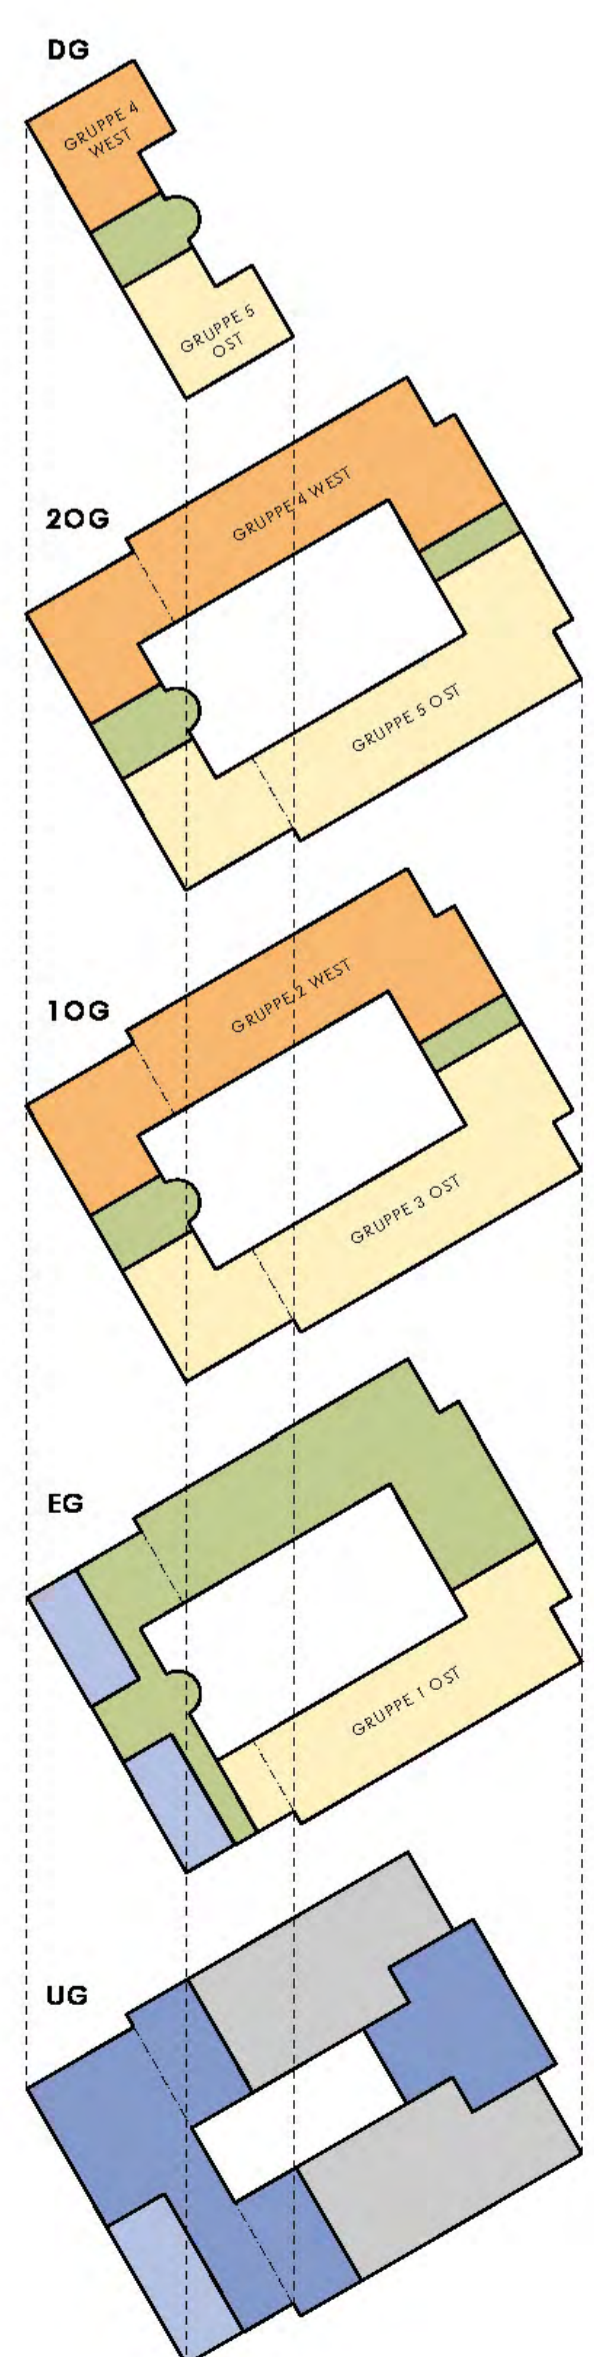 DG
GRUPPE 4
WEST
GRUPPE 5
OST
2OG
GRUPPE 4 WEST
GRUPPE 5 OST
1OG
GRUPPE 2 WEST
GRUPPE 3 OST
EG
GRUPPE 1 OST
UG